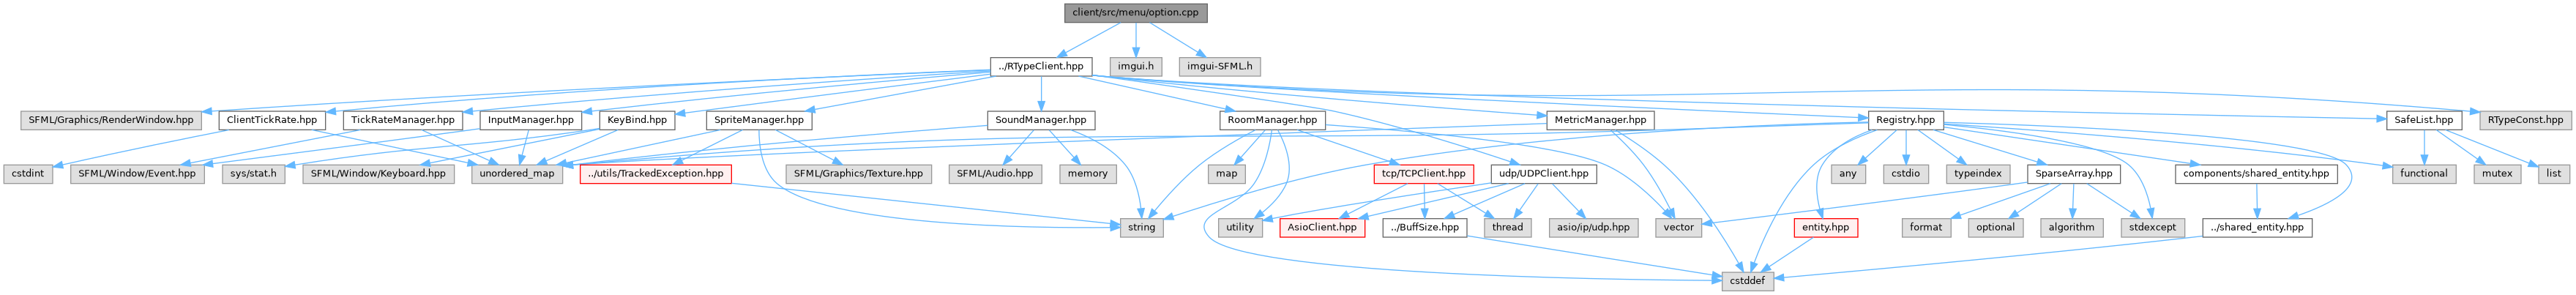 client/src/menu/option.cpp
../RTypeClient.hpp
imgui.h
imgui-SFML.h
SFML/Graphics/RenderWindow.hpp
ClientTickRate.hpp
TickRateManager.hpp
InputManager.hpp
KeyBind.hpp
SpriteManager.hpp
SoundManager.hpp
RoomManager.hpp
MetricManager.hpp
Registry.hpp
SafeList.hpp
RTypeConst.hpp
cstdint
SFML/Window/Event.hpp
sys/stat.h
SFML/Window/Keyboard.hpp
unordered_map
../utils/TrackedException.hpp
SFML/Graphics/Texture.hpp
SFML/Audio.hpp
memory
map
tcp/TCPClient.hpp
udp/UDPClient.hpp
any
cstdio
typeindex
SparseArray.hpp
components/shared_entity.hpp
functional
mutex
list
string
utility
AsioClient.hpp
../BuffSize.hpp
thread
asio/ip/udp.hpp
vector
entity.hpp
format
optional
algorithm
stdexcept
../shared_entity.hpp
cstddef